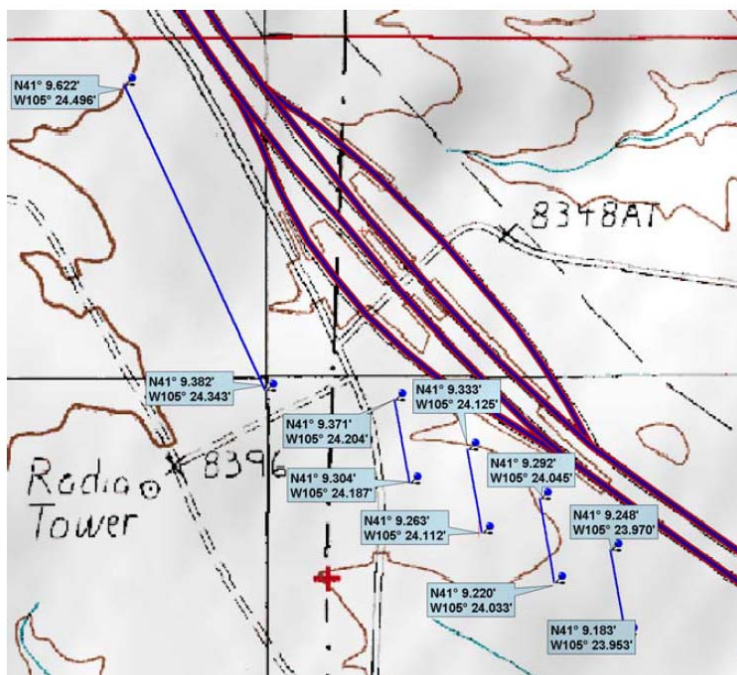 N41° 9.622'
W105° 24.496'
8348AT
N41° 9.382'
W105° 24.343'
N41° 9.371'
W105° 24.204'
N41° 9.333'
W105° 24.125'
8396
N41° 9.304'
W105° 24.187'
N41° 9.292'
W105° 24.045'
Radio
Tower
N41° 9.263'
W105° 24.112'
N41° 9.248'
W105° 23.970'
N41° 9.220'
W105° 24.033'
N41° 9.183'
W105° 23.953'